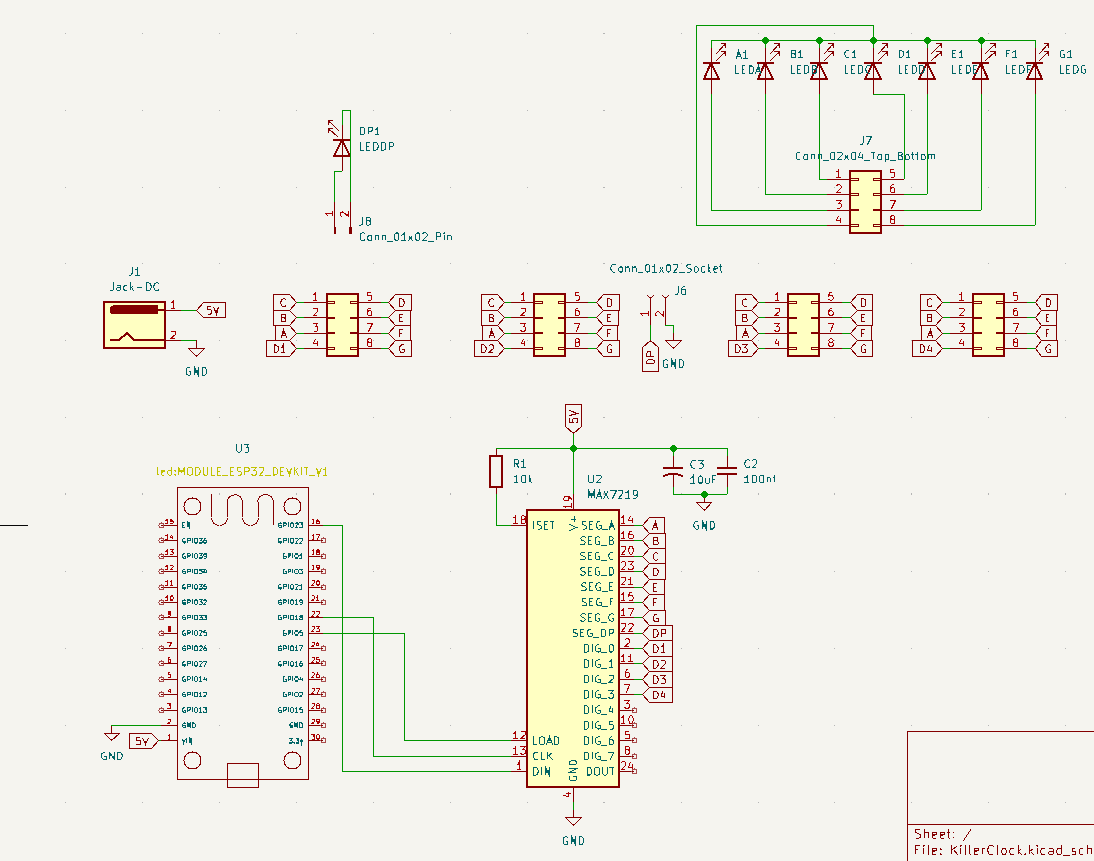 A1 B1 C1 D1 E1 F1 G1
LEDA LEDB LEDC LEDD LEDE LEDF LEDG
DP1
LEDDP
J7
Conn_02x04_Top_Bottom
1 5
2 6
3 7
4 8
1 2
J8
Conn_01x02_Pin
J1
Jack-DC
1 5V
2
GND
C 1 5 D
B 2 6 E
A 3 7 F
D1 4 8 G
C 1 5 D
B 2 6 E
A 3 7 F
D2 4 8 G
Conn_01x02_Socket
J6
1 2
DP
GND
C 1 5 D
B 2 6 E
A 3 7 F
D3 4 8 G
C 1 5 D
B 2 6 E
A 3 7 F
D4 4 8 G
5V
U3
led:MODULE_ESP32_DEVKIT_V1
15 EN GPIO23 16
14 GPIO36 GPIO22 17
13 GPIO39 GPIO1 18
12 GPIO34 GPIO3 19
11 GPIO35 GPIO21 20
10 GPIO32 GPIO19 21
9 GPIO33 GPIO18 22
8 GPIO25 GPIO5 23
7 GPIO26 GPIO17 24
6 GPIO27 GPIO16 25
5 GPIO14 GPIO4 26
4 GPIO12 GPIO2 27
3 GPIO13 GPIO15 28
2 GND GND 29
5V 1 VIN 3.3v 30
GND
R1
10k
C3
10uF
C2
100nf
GND
U2
MAX7219
19
V+
18 ISET SEG_A 14 A
SEG_B 16 B
SEG_C 20 C
SEG_D 23 D
SEG_E 21 E
SEG_F 15 F
SEG_G 17 G
SEG_DP 22 DP
DIG_0 2 D1
DIG_1 11 D2
DIG_2 6 D3
DIG_3 7 D4
DIG_4 3
DIG_5 10
12 LOAD DIG_6 5
13 CLK DIG_7 8
1 DIN DOUT 24
GND
4
GND
Sheet: /
File: KillerClock.kicad_sch